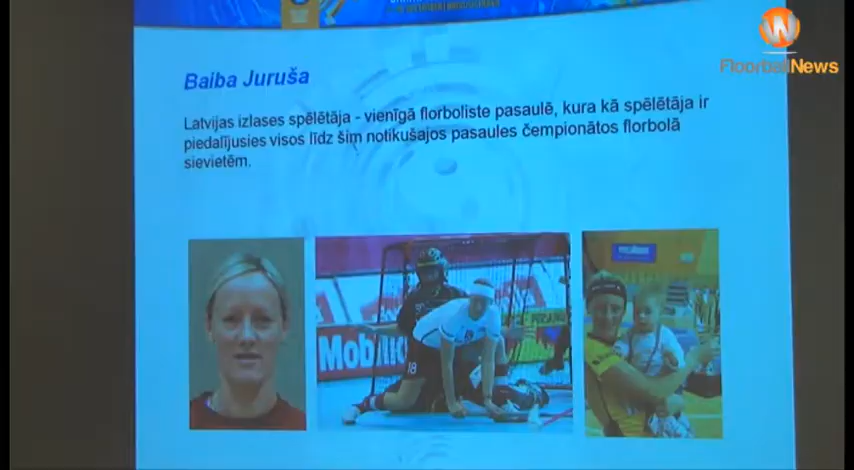 FloorballNews
Baiba Juruša
Latvijas izlases spēlētāja - vienīgā florboliste pasaulē, kura kā spēlētāja ir
piedalījusies visos līdz šim notikušajos pasaules čempionātos florbolā
sievietēm.
18